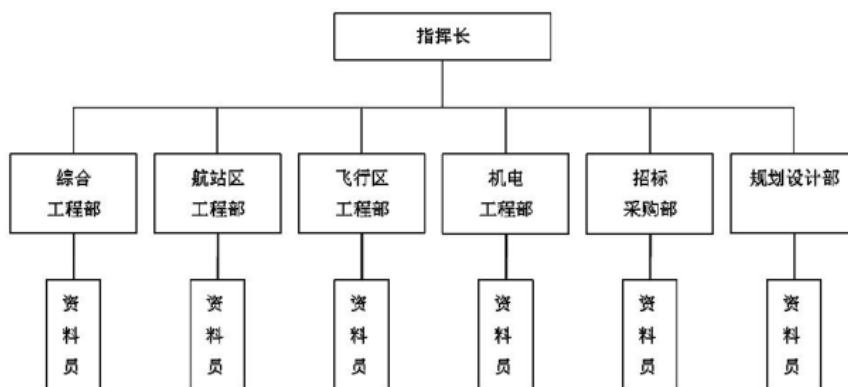 指挥长
综合
工程部
航站区
工程部
飞行区
工程部
机电
工程部
招标
采购部
规划设计部
资
料
员
资
料
员
资
料
员
资
料
员
资
料
员
资
料
员